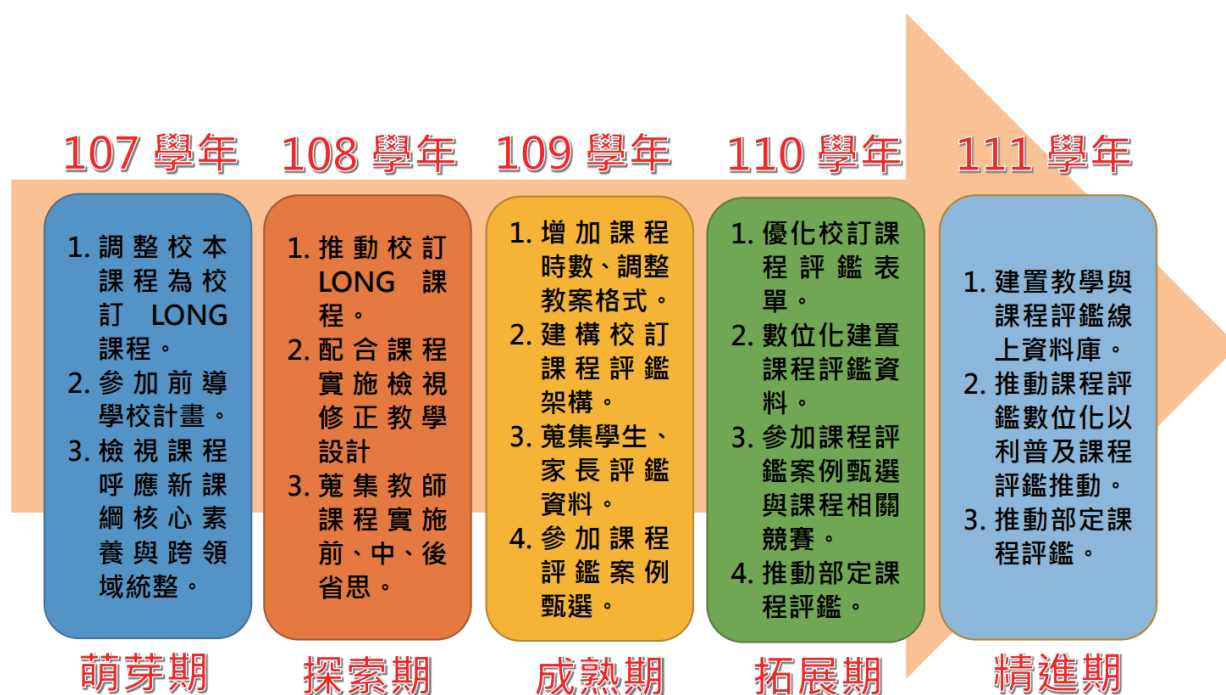 107 學年
1. 調整校本
課程為校
訂 LONG
課程。
2. 參加前導
學校計畫。
3. 檢視課程
呼應新課
綱核心素
養與跨領
域統整。
萌芽期
108 學年
1. 推動校訂
LONG 課
程。
2. 配合課程
實施檢視
修正教學
設計
3. 蒐集教師
課程實施
前、中、後
省思。
探索期
109 學年
1. 增加課程
時數、調整
教案格式。
2. 建構校訂
課程評鑑
架構。
3. 蒐集學生、
家長評鑑
資料。
4. 參加課程
評鑑案例
甄選。
成熟期
110 學年
1. 優化校訂課
程評鑑表
單。
2. 數位化建置
課程評鑑資
料。
3. 參加課程評
鑑案例甄選
與課程相關
競賽。
4. 推動部定課
程評鑑。
拓展期
111 學年
1. 建置教學與
課程評鑑線
上資料庫。
2. 推動課程評
鑑數位化以
利普及課程
評鑑推動。
3. 推動部定課
程評鑑。
精進期